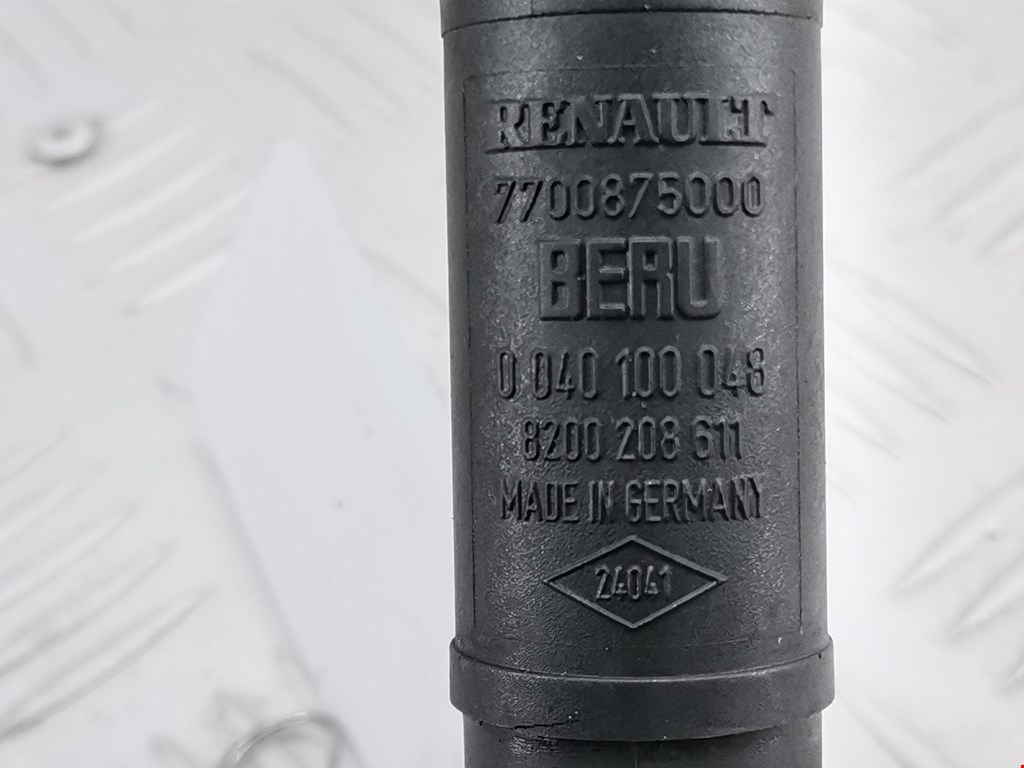 RENAULT
7700875000
BERU
0 040 100 048
8200 208 611
MADE IN GERMANY
24041